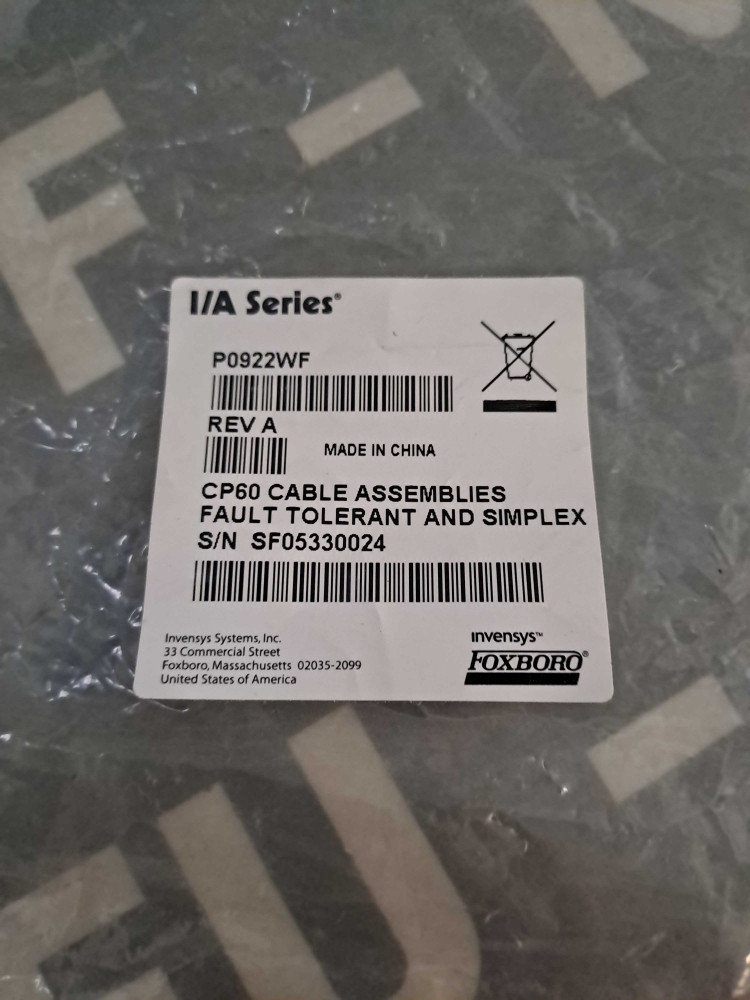 I/A Series®
P0922WF
REV A
MADE IN CHINA
CP60 CABLE ASSEMBLIES
FAULT TOLERANT AND SIMPLEX
S/N SF05330024
Invensys Systems, Inc.
33 Commercial Street
Foxboro, Massachusetts 02035-2099
United States of America
invensys™
FOXBORO®